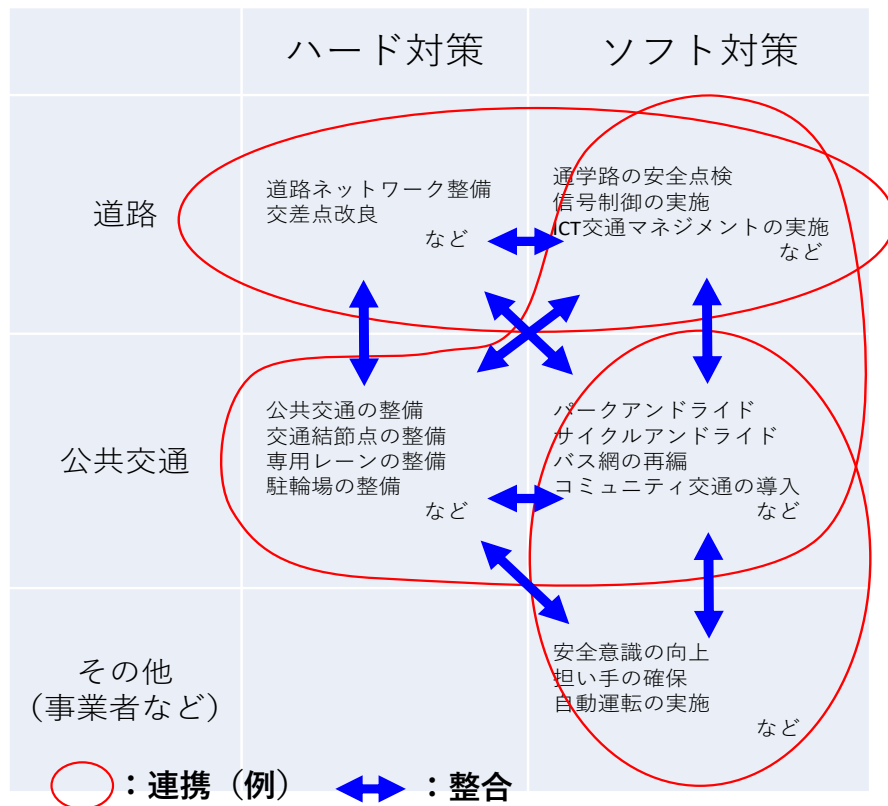 ハード対策
ソフト対策
道路
道路ネットワーク整備
交差点改良
など
通学路の安全点検
信号制御の実施
ICT交通マネジメントの実施
など
公共交通
公共交通の整備
交通結節点の整備
専用レーンの整備
駐輪場の整備
など
パークアンドライド
サイクルアンドライド
バス網の再編
コミュニティ交通の導入
など
その他
（事業者など）
安全意識の向上
担い手の確保
自動運転の実施
など
：連携（例）
：整合